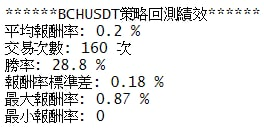 ******BCHUSDT策略回測績效******
平均報酬率: 0.2 %
交易次數: 160 次
勝率: 28.8 %
報酬率標準差: 0.18 %
最大報酬率: 0.87 %
最小報酬率: 0